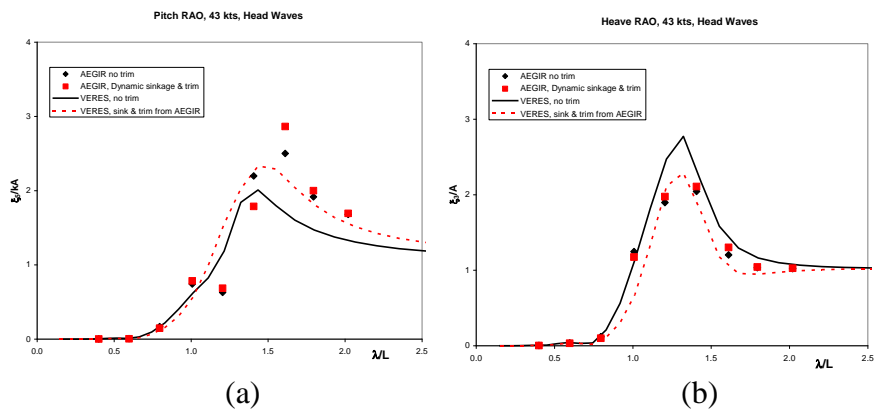 Pitch RAO, 43 kts, Head Waves
4
3
2
1
0
ξ₅/kA
AEGIR no trim
AEGIR, Dynamic sinkage & trim
VERES, no trim
VERES, sink & trim from AEGIR
0.0 0.5 1.0 1.5 2.0 2.5
λ/L
(a)
Heave RAO, 43 kts, Head Waves
4
3
2
1
0
ξ₃/A
AEGIR no trim
AEGIR, Dynamic sinkage & trim
VERES, no trim
VERES, sink & trim from AEGIR
0.0 0.5 1.0 1.5 2.0 2.5
λ/L
(b)